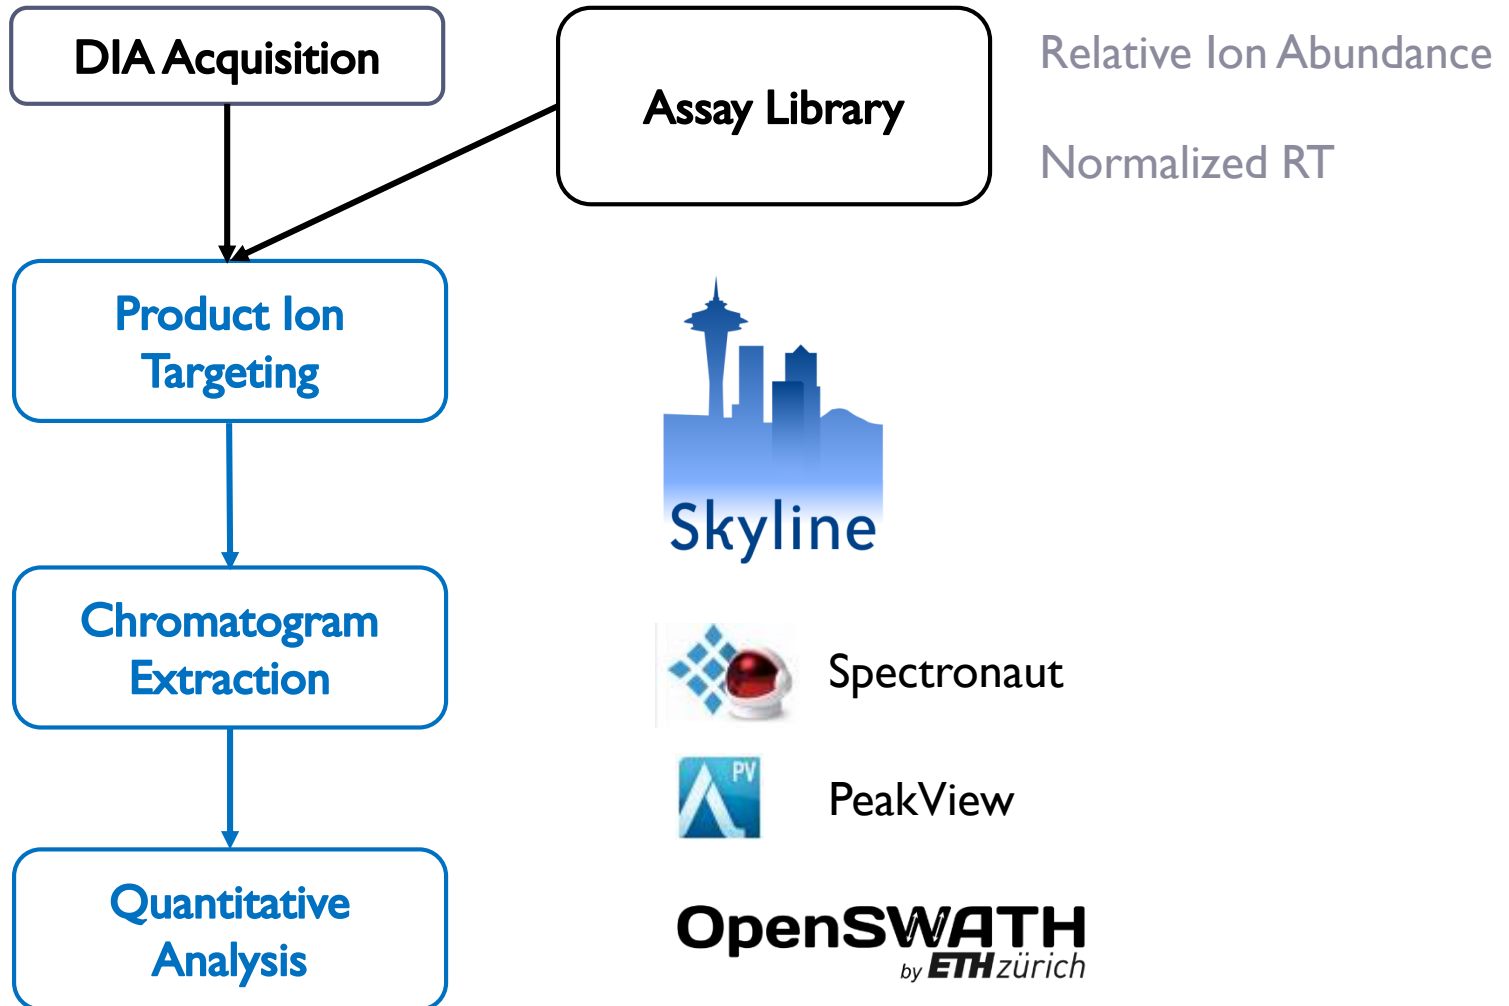 DIA Acquisition
Assay Library
Relative Ion Abundance
Normalized RT
Product Ion
Targeting
Skyline
Chromatogram
Extraction
Spectronaut
PV
PeakView
Quantitative
Analysis
OpenSWATH
by ETH zürich